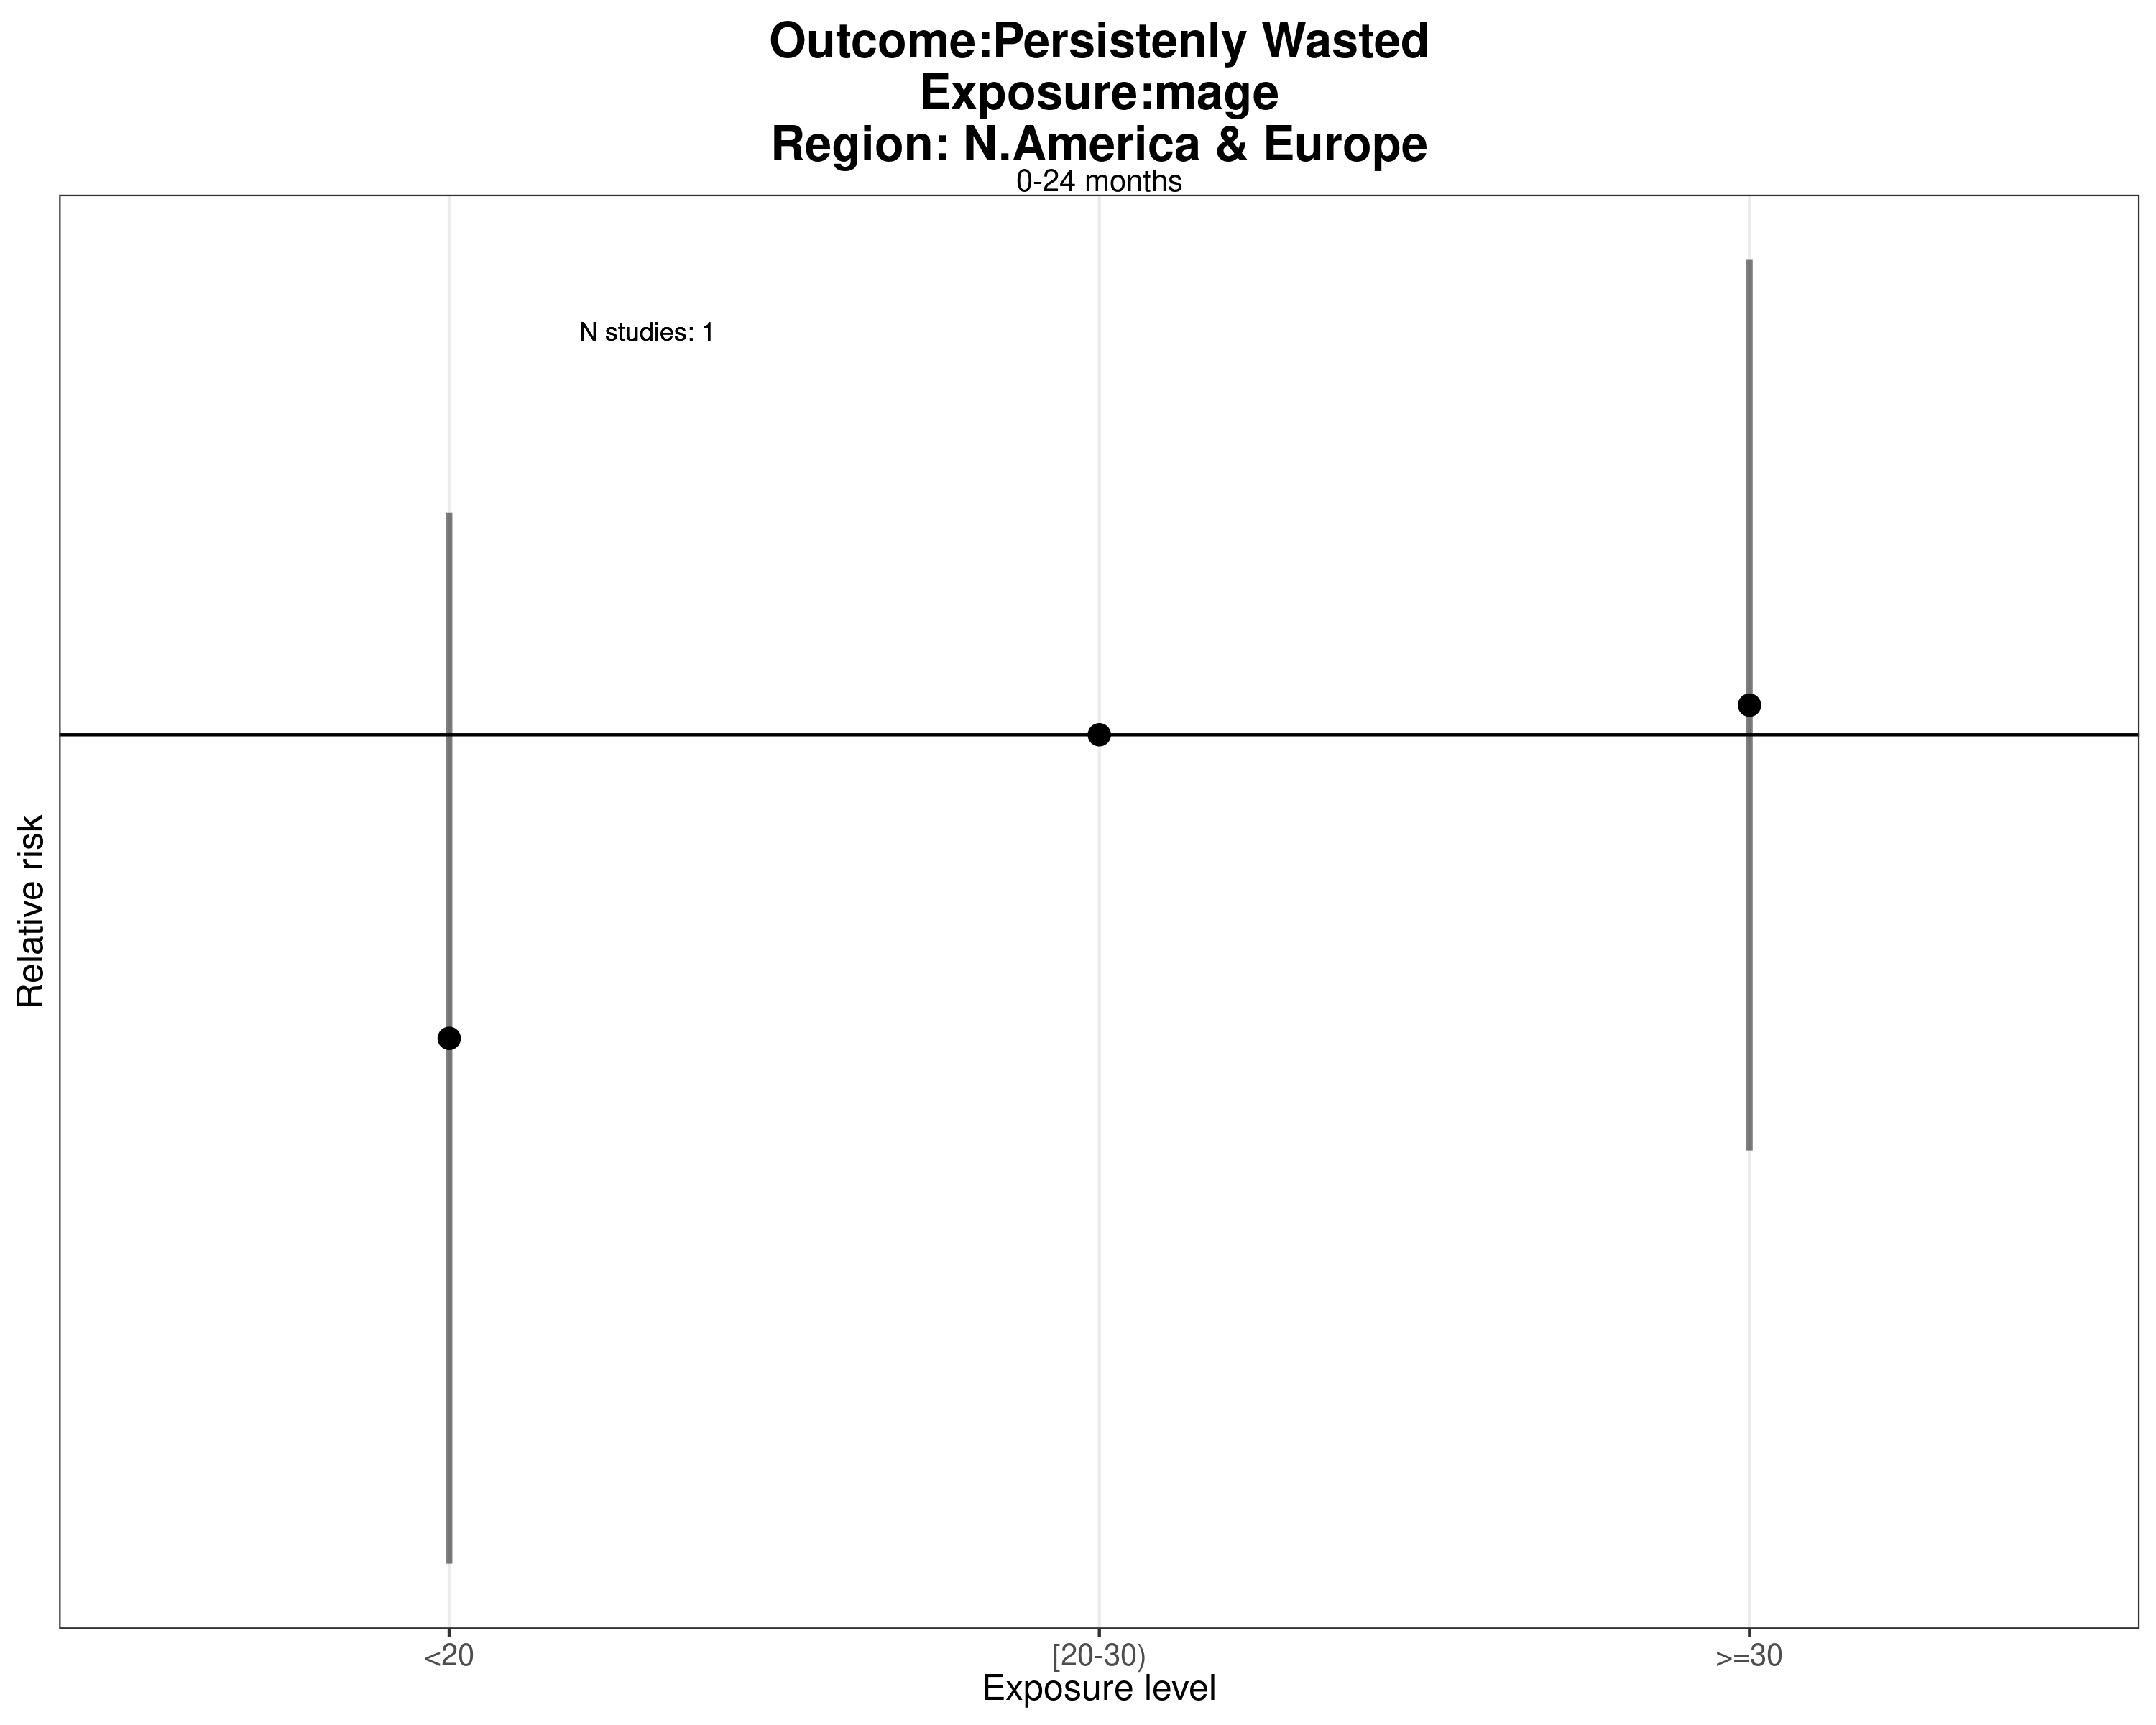 Outcome:Persistenly Wasted
Exposure:mage
Region: N.America & Europe
0-24 months
N studies: 1
Relative risk
<20
[20-30)
>=30
Exposure level